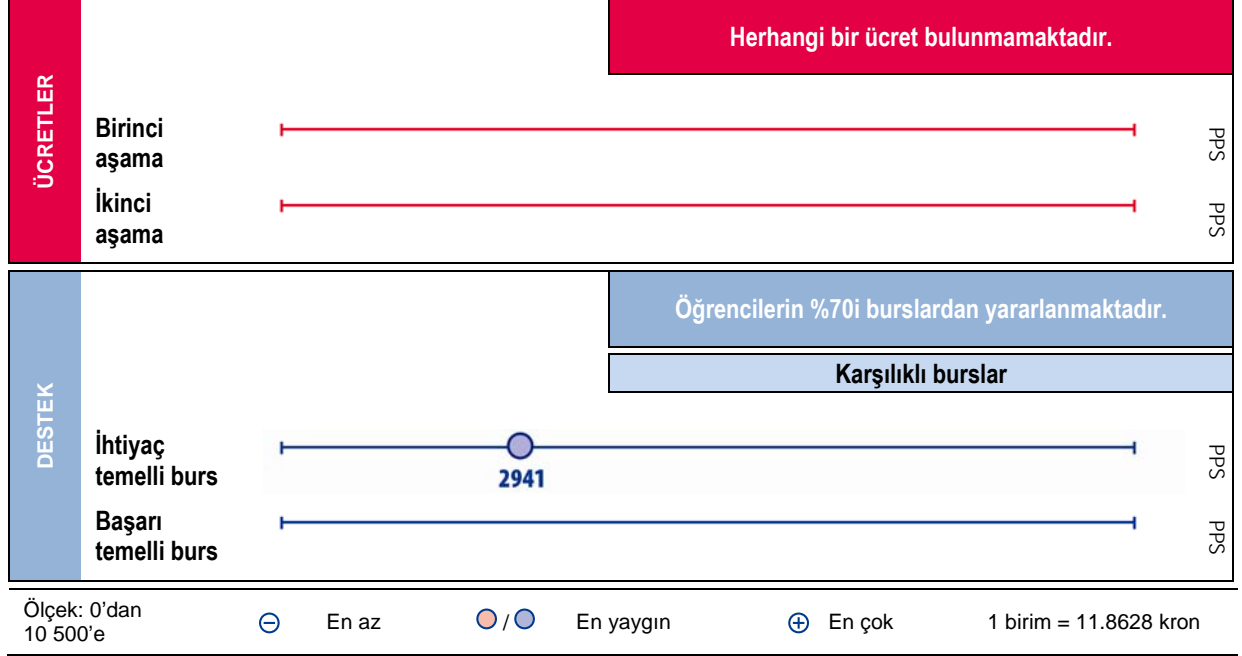 ÜCRETLER
Herhangi bir ücret bulunmamaktadır.
Birinci
aşama
PPS
İkinci
aşama
PPS
DESTEK
Öğrencilerin %70i burslardan yararlanmaktadır.
Karşılıklı burslar
İhtiyaç
temelli burs
2941
PPS
Başarı
temelli burs
PPS
Ölçek: 0’dan
10 500’e
En az
/
En yaygın
En çok
1 birim = 11.8628 kron